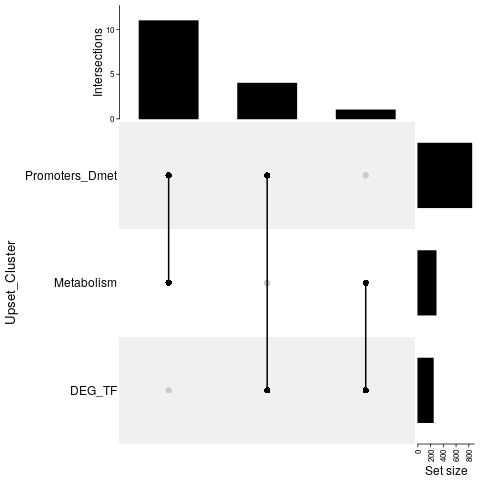 Intersections
10
5
0
Promoters_Dmet
Metabolism
DEG_TF
Upset_Cluster
0
200
400
600
800
Set size